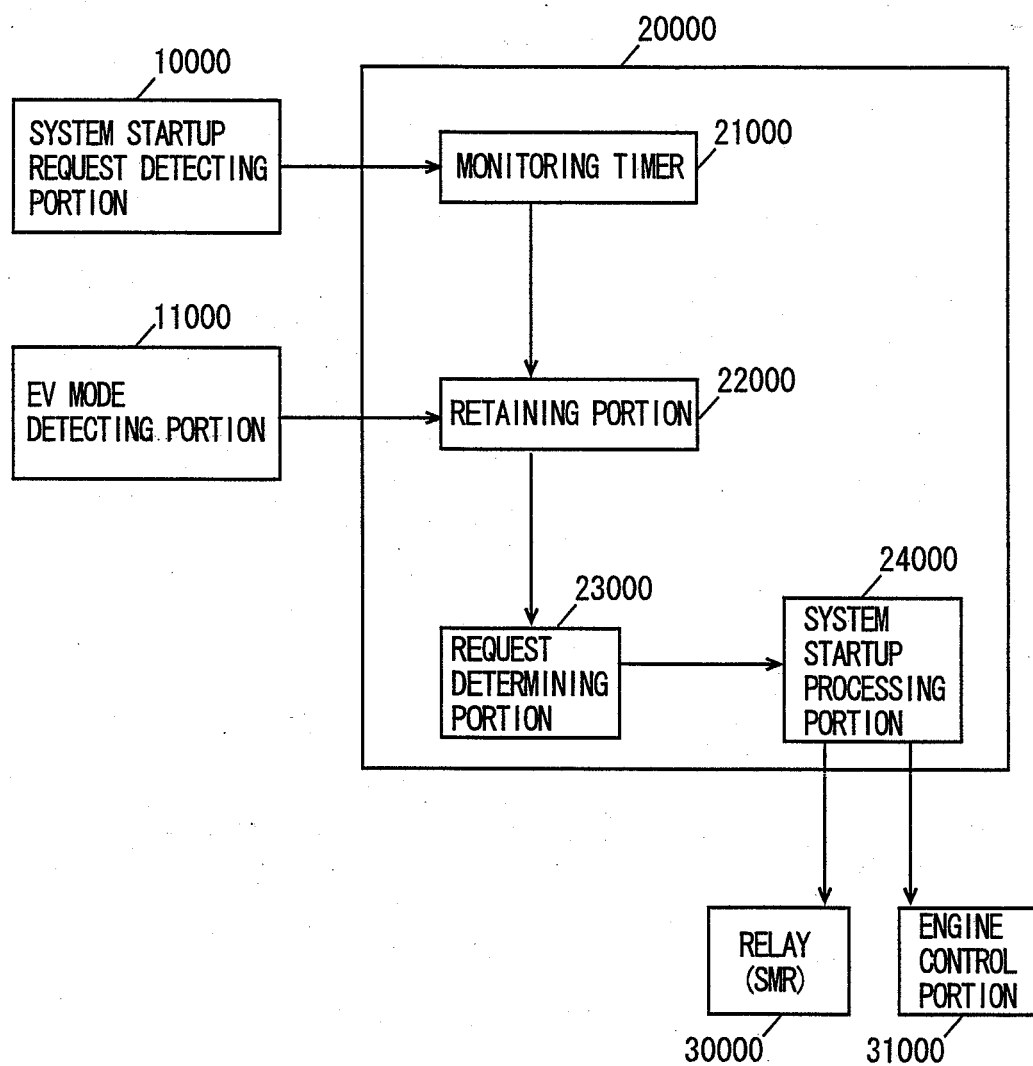 20000
10000
SYSTEM STARTUP
REQUEST DETECTING
PORTION
21000
MONITORING TIMER
11000
EV MODE
DETECTING PORTION
22000
RETAINING PORTION
23000
REQUEST
DETERMINING
PORTION
24000
SYSTEM
STARTUP
PROCESSING
PORTION
RELAY
(SMR)
30000
ENGINE
CONTROL
PORTION
31000